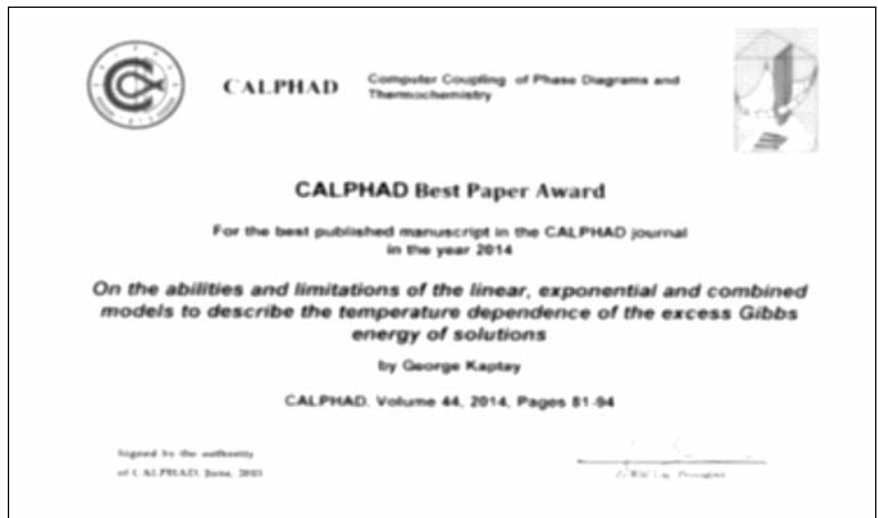 CALPHAD
Computer Coupling of Phase Diagrams and
Thermochemistry
CALPHAD Best Paper Award
For the best published manuscript in the CALPHAD journal
in the year 2014
On the abilities and limitations of the linear, exponential and combined
models to describe the temperature dependence of the excess Gibbs
energy of solutions
by George Kaptay
CALPHAD, Volume 44, 2014, Pages 81-94
Signed by the authority
of CALPHAD, June, 2015
President